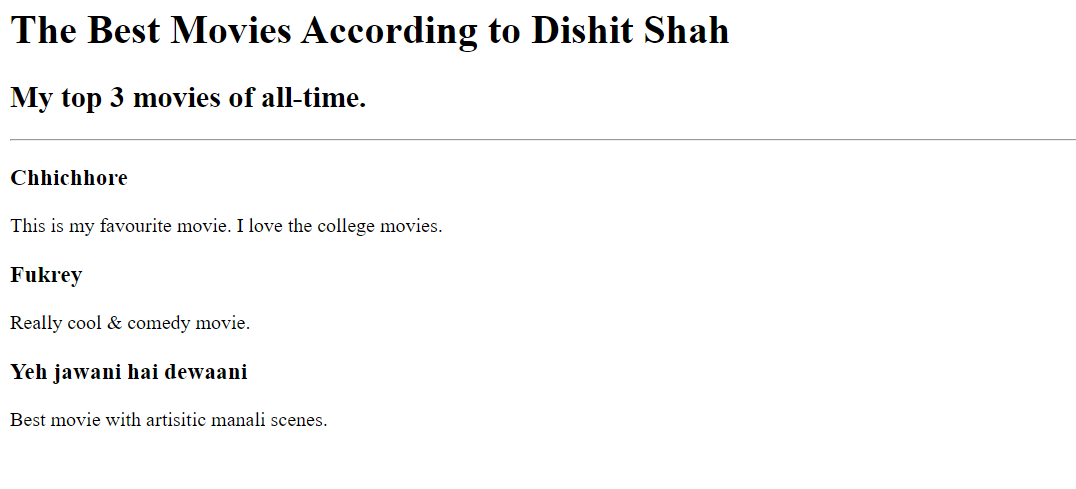 The Best Movies According to Dishit Shah
My top 3 movies of all-time.
Chhichhore
This is my favourite movie. I love the college movies.
Fukrey
Really cool & comedy movie.
Yeh jawani hai dewaani
Best movie with artisitic manali scenes.